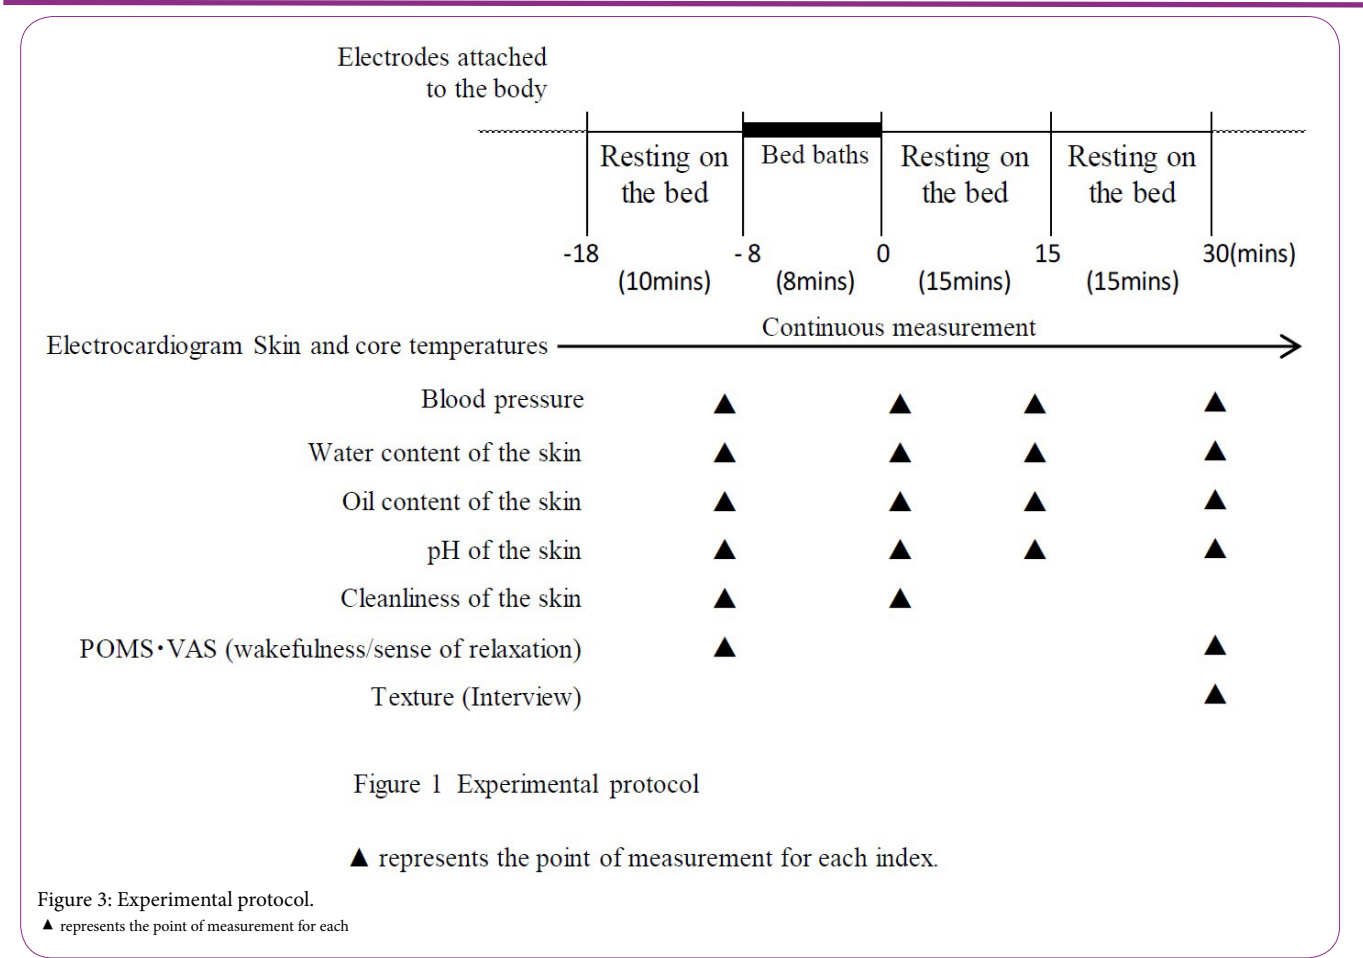 Electrodes attached
to the body
Resting on
the bed
Bed baths
Resting on
the bed
Resting on
the bed
-18
- 8
0
15
30(mins)
(10mins)
(8mins)
(15mins)
(15mins)
Continuous measurement
Electrocardiogram Skin and core temperatures
Blood pressure
▲ ▲ ▲ ▲
Water content of the skin
▲ ▲ ▲ ▲
Oil content of the skin
▲ ▲ ▲ ▲
pH of the skin
▲ ▲ ▲ ▲
Cleanliness of the skin
▲ ▲
POMS・VAS (wakefulness/sense of relaxation)
▲ ▲
Texture (Interview)
▲
Figure 1 Experimental protocol
▲ represents the point of measurement for each index.
Figure 3: Experimental protocol.
▲ represents the point of measurement for each